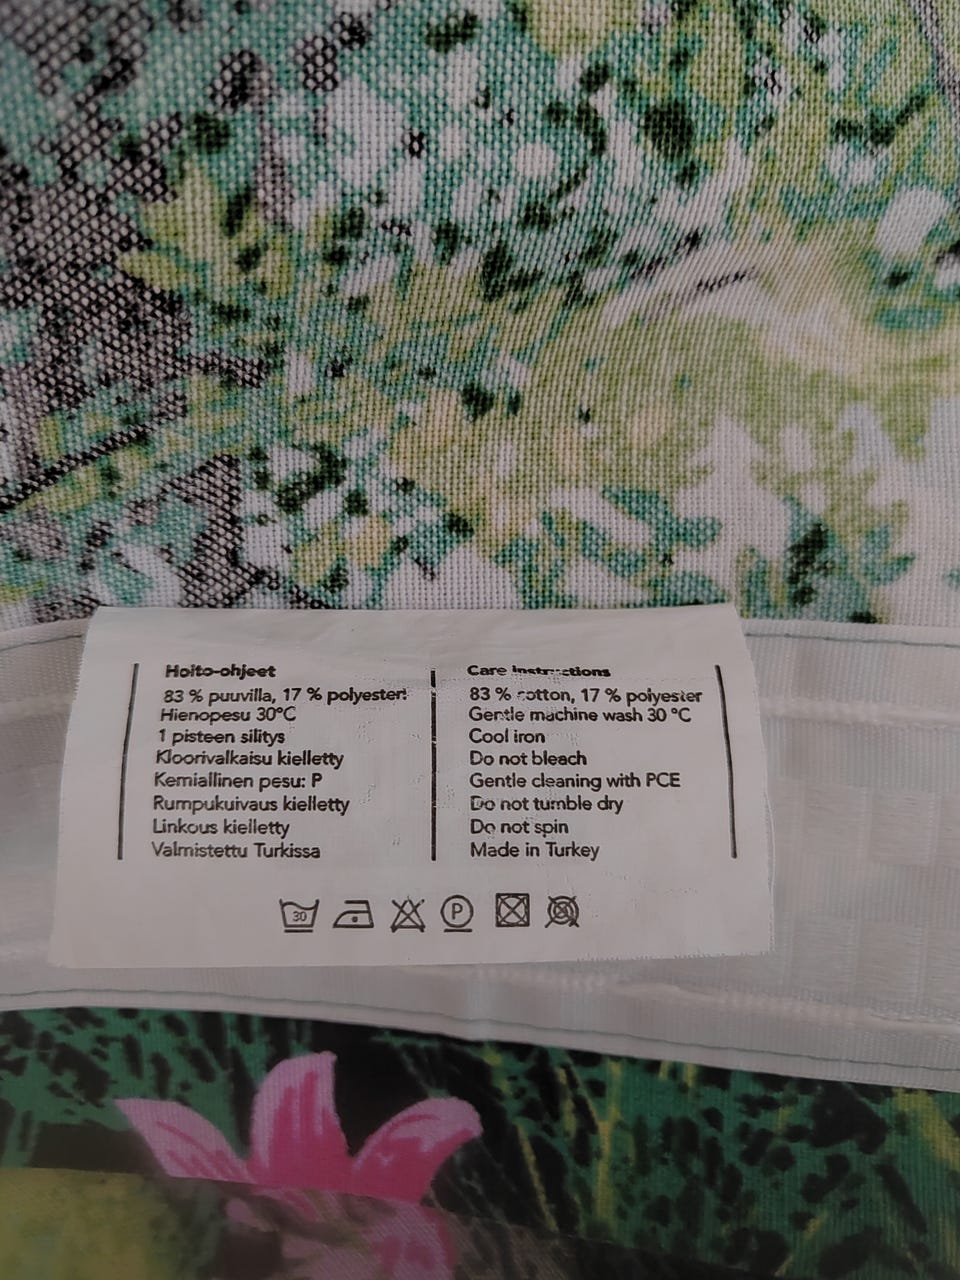 Hoito-ohjeet
83 % puuvilla, 17 % polyesteri
Hienopesu 30°C
1 pisteen silitys
Kloorivalkaisu kielletty
Kemiallinen pesu: P
Rumpukuivaus kielletty
Linkous kielletty
Valmistettu Turkissa
Care Instructions
83 % cotton, 17 % polyester
Gentle machine wash 30 °C
Cool iron
Do not bleach
Gentle cleaning with PCE
Do not tumble dry
Do not spin
Made in Turkey
30 P